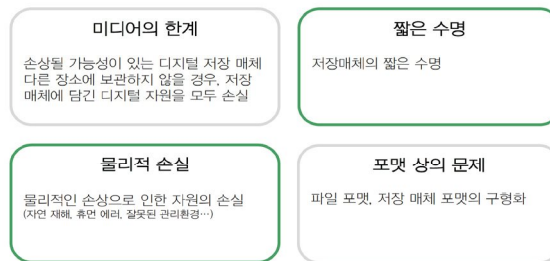 미디어의 한계
손상될 가능성이 있는 디지털 저장 매체
다른 장소에 보관하지 않을 경우, 저장
매체에 담긴 디지털 자원을 모두 손실
짧은 수명
저장매체의 짧은 수명
물리적 손실
물리적인 손상으로 인한 자원의 손실
(자연 재해, 휴먼 에러, 잘못된 관리환경…)
포맷 상의 문제
파일 포맷, 저장 매체 포맷의 구형화